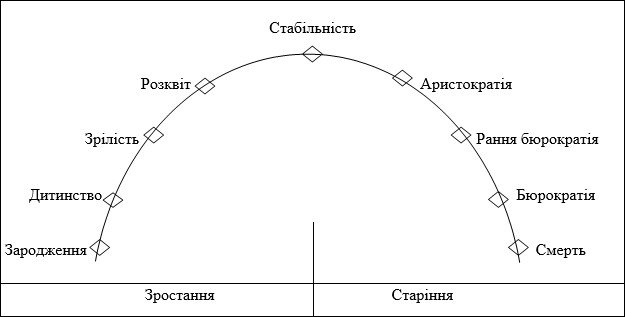 Стабільність
Розквіт
Аристократія
Зрілість
Рання бюрократія
Дитинство
Бюрократія
Зародження
Смерть
Зростання
Старіння